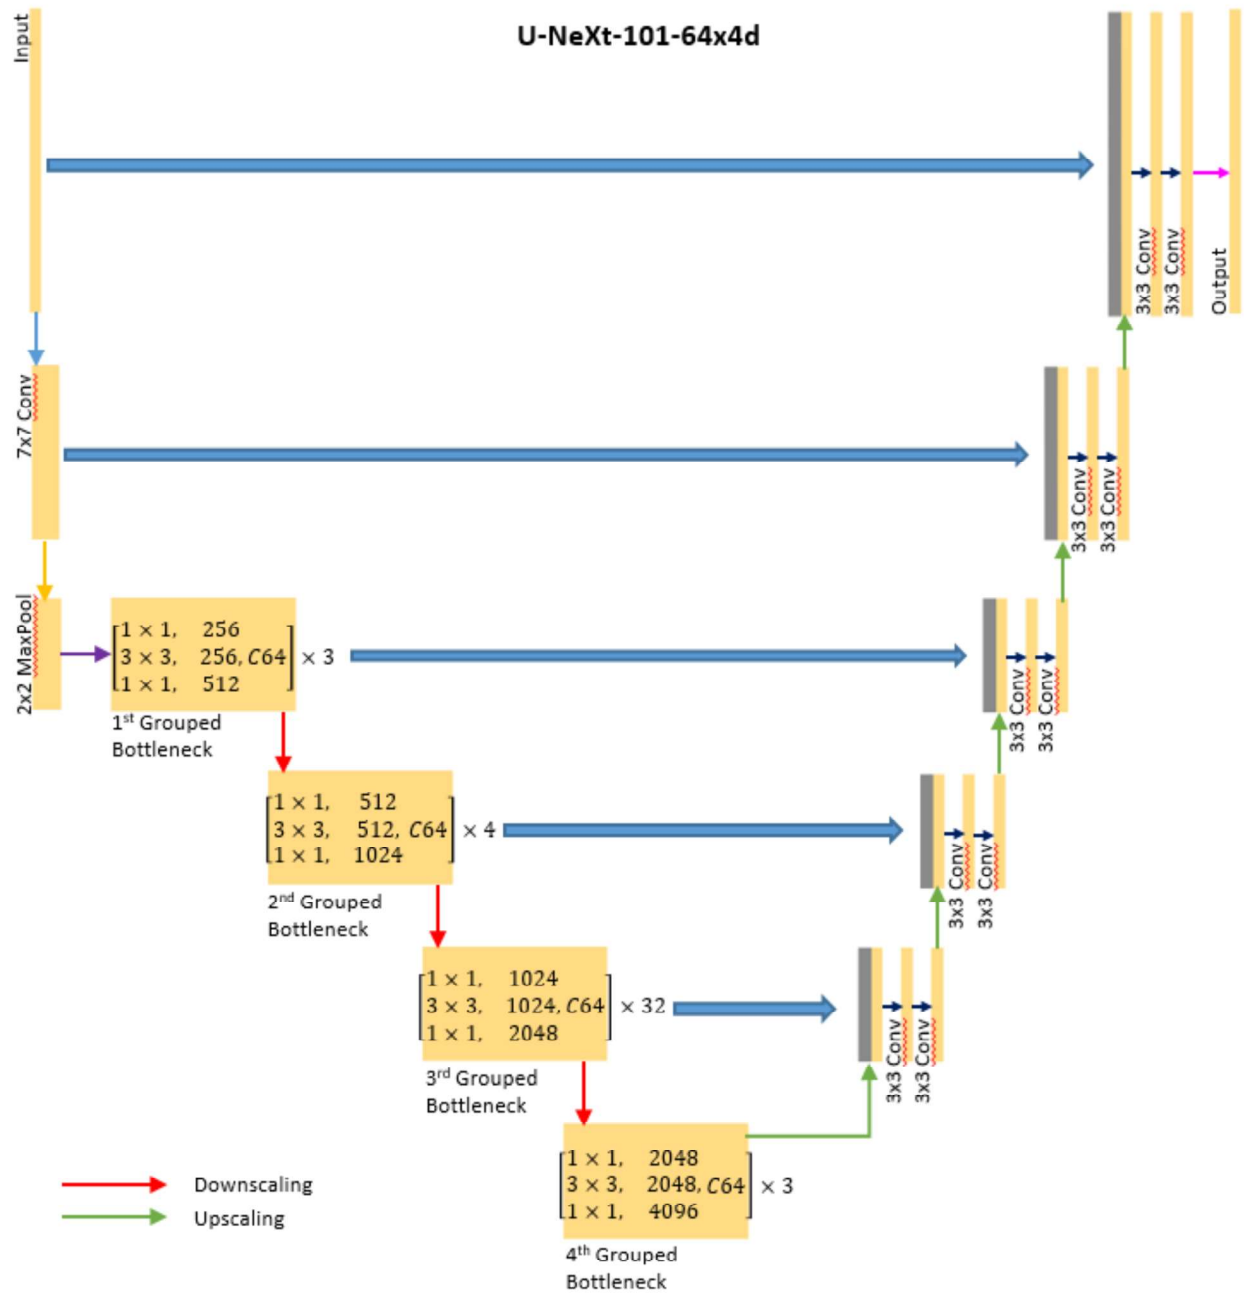 U-NeXt-101-64x4d
Input
7x7 Conv
2x2 MaxPool
1 × 1, 256
3 × 3, 256, C64
1 × 1, 512
× 3
1st Grouped
Bottleneck
1 × 1, 512
3 × 3, 512, C64
1 × 1, 1024
× 4
2nd Grouped
Bottleneck
1 × 1, 1024
3 × 3, 1024, C64
1 × 1, 2048
× 32
3rd Grouped
Bottleneck
1 × 1, 2048
3 × 3, 2048, C64
1 × 1, 4096
× 3
4th Grouped
Bottleneck
3x3 Conv
3x3 Conv
3x3 Conv
3x3 Conv
3x3 Conv
3x3 Conv
3x3 Conv
3x3 Conv
3x3 Conv
3x3 Conv
Output
Downscaling
Upscaling